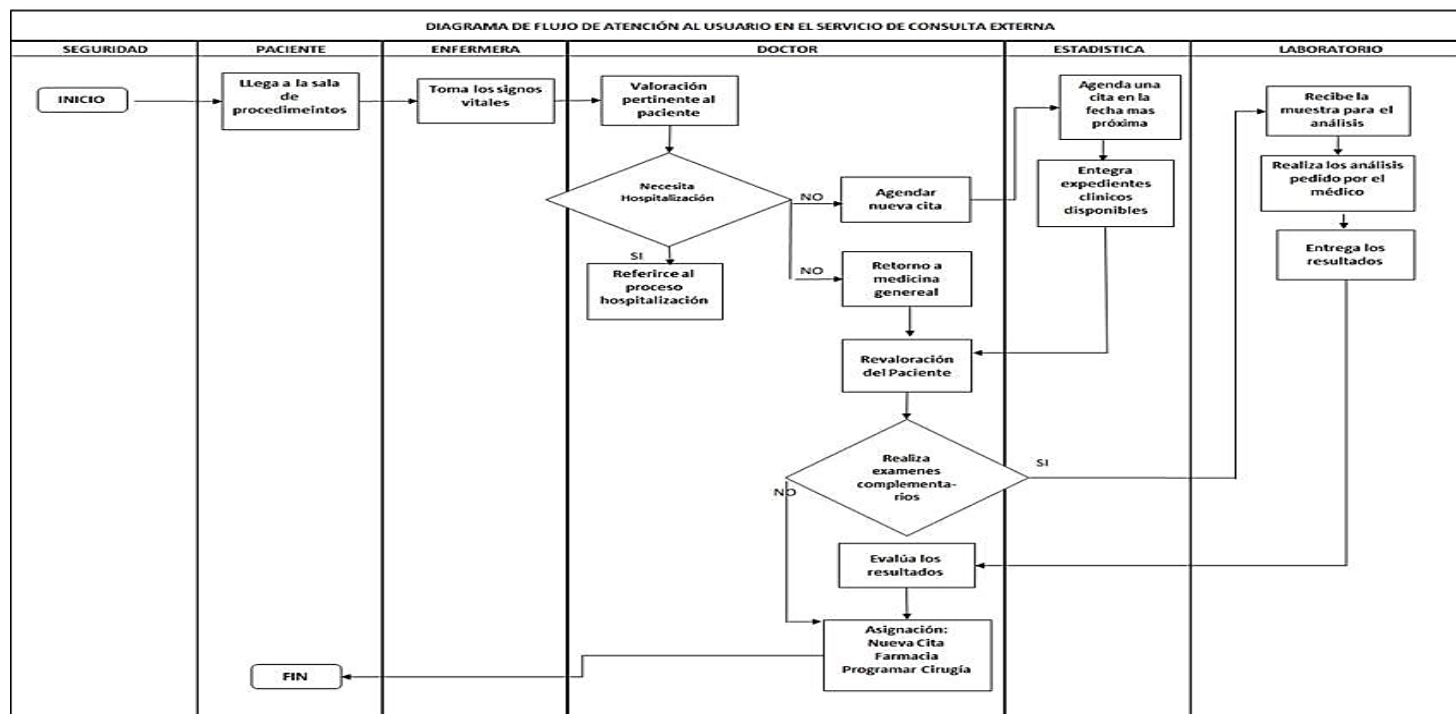 DIAGRAMA DE FLUJO DE ATENCIÓN AL USUARIO EN EL SERVICIO DE CONSULTA EXTERNA
SEGURIDAD
PACIENTE
ENFERMERA
DOCTOR
ESTADISTICA
LABORATORIO
INICIO
LLega a la sala
de
procedimeintos
Toma los signos
vitales
Valoración
pertinente al
paciente
Agenda una
cita en la
fecha mas
próxima
Recibe la
muestra para el
análisis
Necesita
Hospitalización
NO
Agendar
nueva cita
Entegra
expedientes
clinicos
disponibles
Realiza los análisis
pedido por el
médico
SI
Referirce al
proceso
hospitalización
NO
Retorno a
medicina
genereal
Entrega los
resultados
Revaloración
del Paciente
Realiza
examenes
complementa-
rios
SI
NO
Evalúa los
resultados
Asignación:
Nueva Cita
Farmacia
Programar Cirugía
FIN